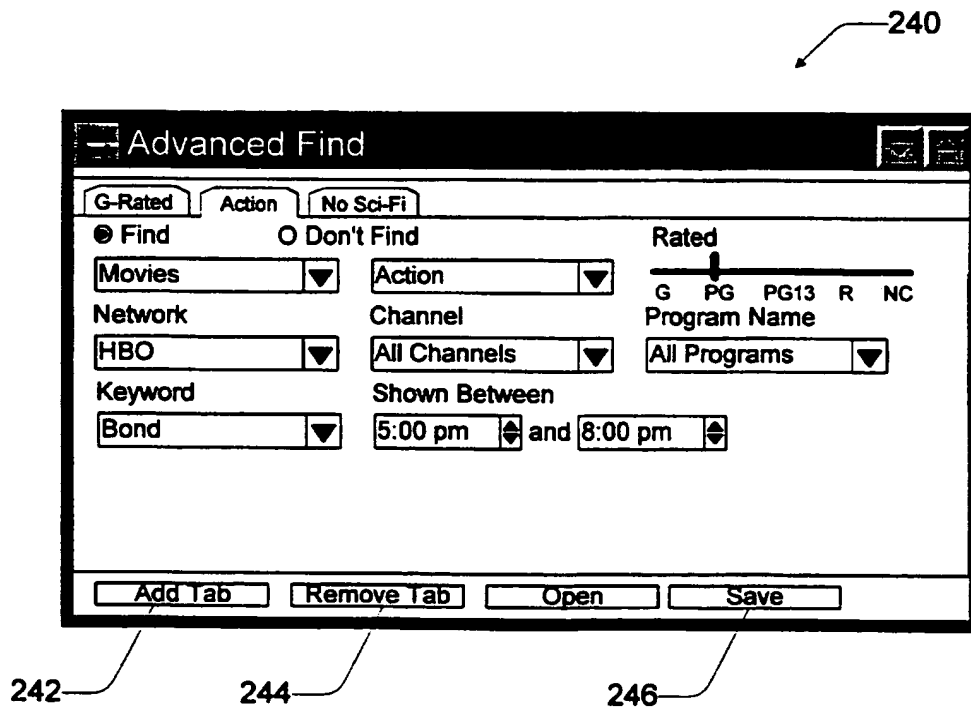 240
Advanced Find
G-Rated Action No Sci-Fi
Find Don't Find Rated
Movies Action
G PG PG13 R NC
Network Channel Program Name
HBO All Channels All Programs
Keyword Shown Between
Bond 5:00 pm and 8:00 pm
Add Tab Remove Tab Open Save
242 244 246